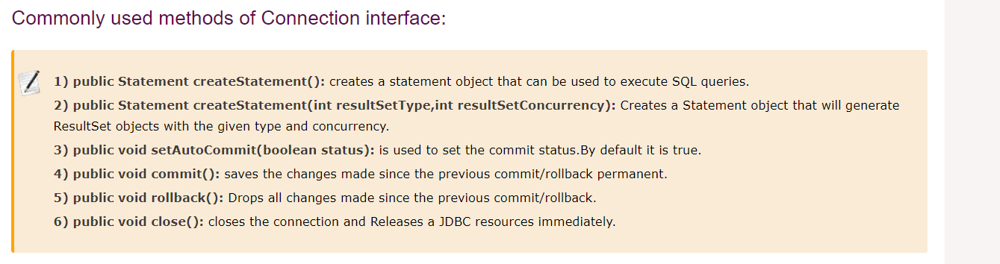 Commonly used methods of Connection interface:
1) public Statement createStatement(): creates a statement object that can be used to execute SQL queries.
2) public Statement createStatement(int resultSetType,int resultSetConcurrency): Creates a Statement object that will generate
ResultSet objects with the given type and concurrency.
3) public void setAutoCommit(boolean status): is used to set the commit status.By default it is true.
4) public void commit(): saves the changes made since the previous commit/rollback permanent.
5) public void rollback(): Drops all changes made since the previous commit/rollback.
6) public void close(): closes the connection and Releases a JDBC resources immediately.